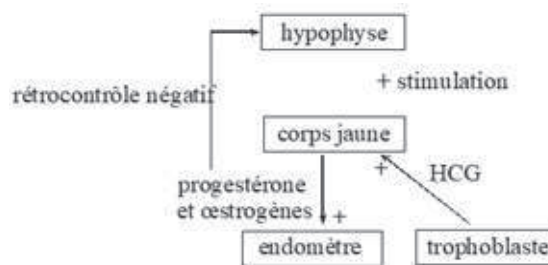 hypophyse
rétrocontrôle négatif
+ stimulation
corps jaune
+
HCG
progestérone
et œstrogènes
+
endomètre
trophoblaste